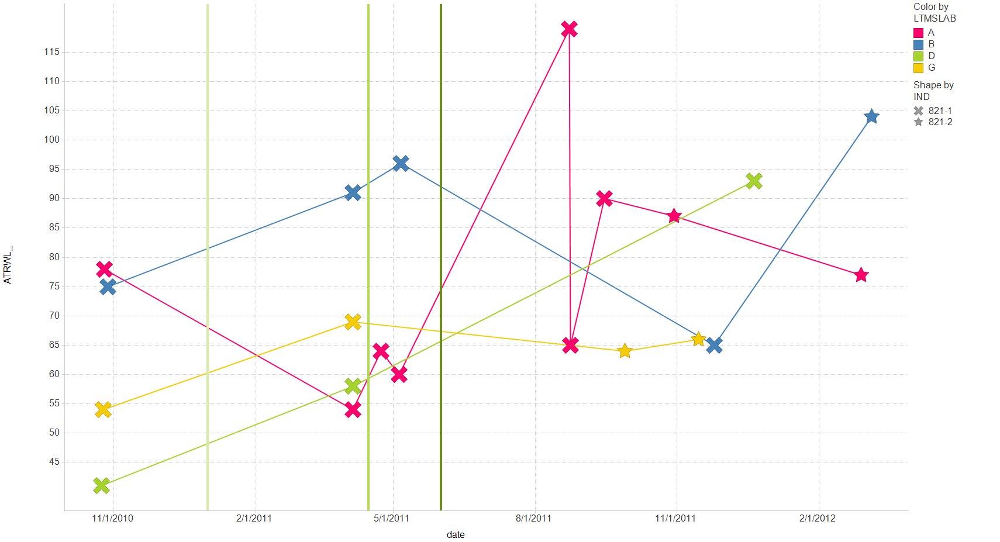 Color by
LTMSLAB
A
B
D
G
Shape by
IND
821-1
821-2
ATRWL_
115
110
105
100
95
90
85
80
75
70
65
60
55
50
45
11/1/2010
2/1/2011
5/1/2011
8/1/2011
11/1/2011
2/1/2012
date